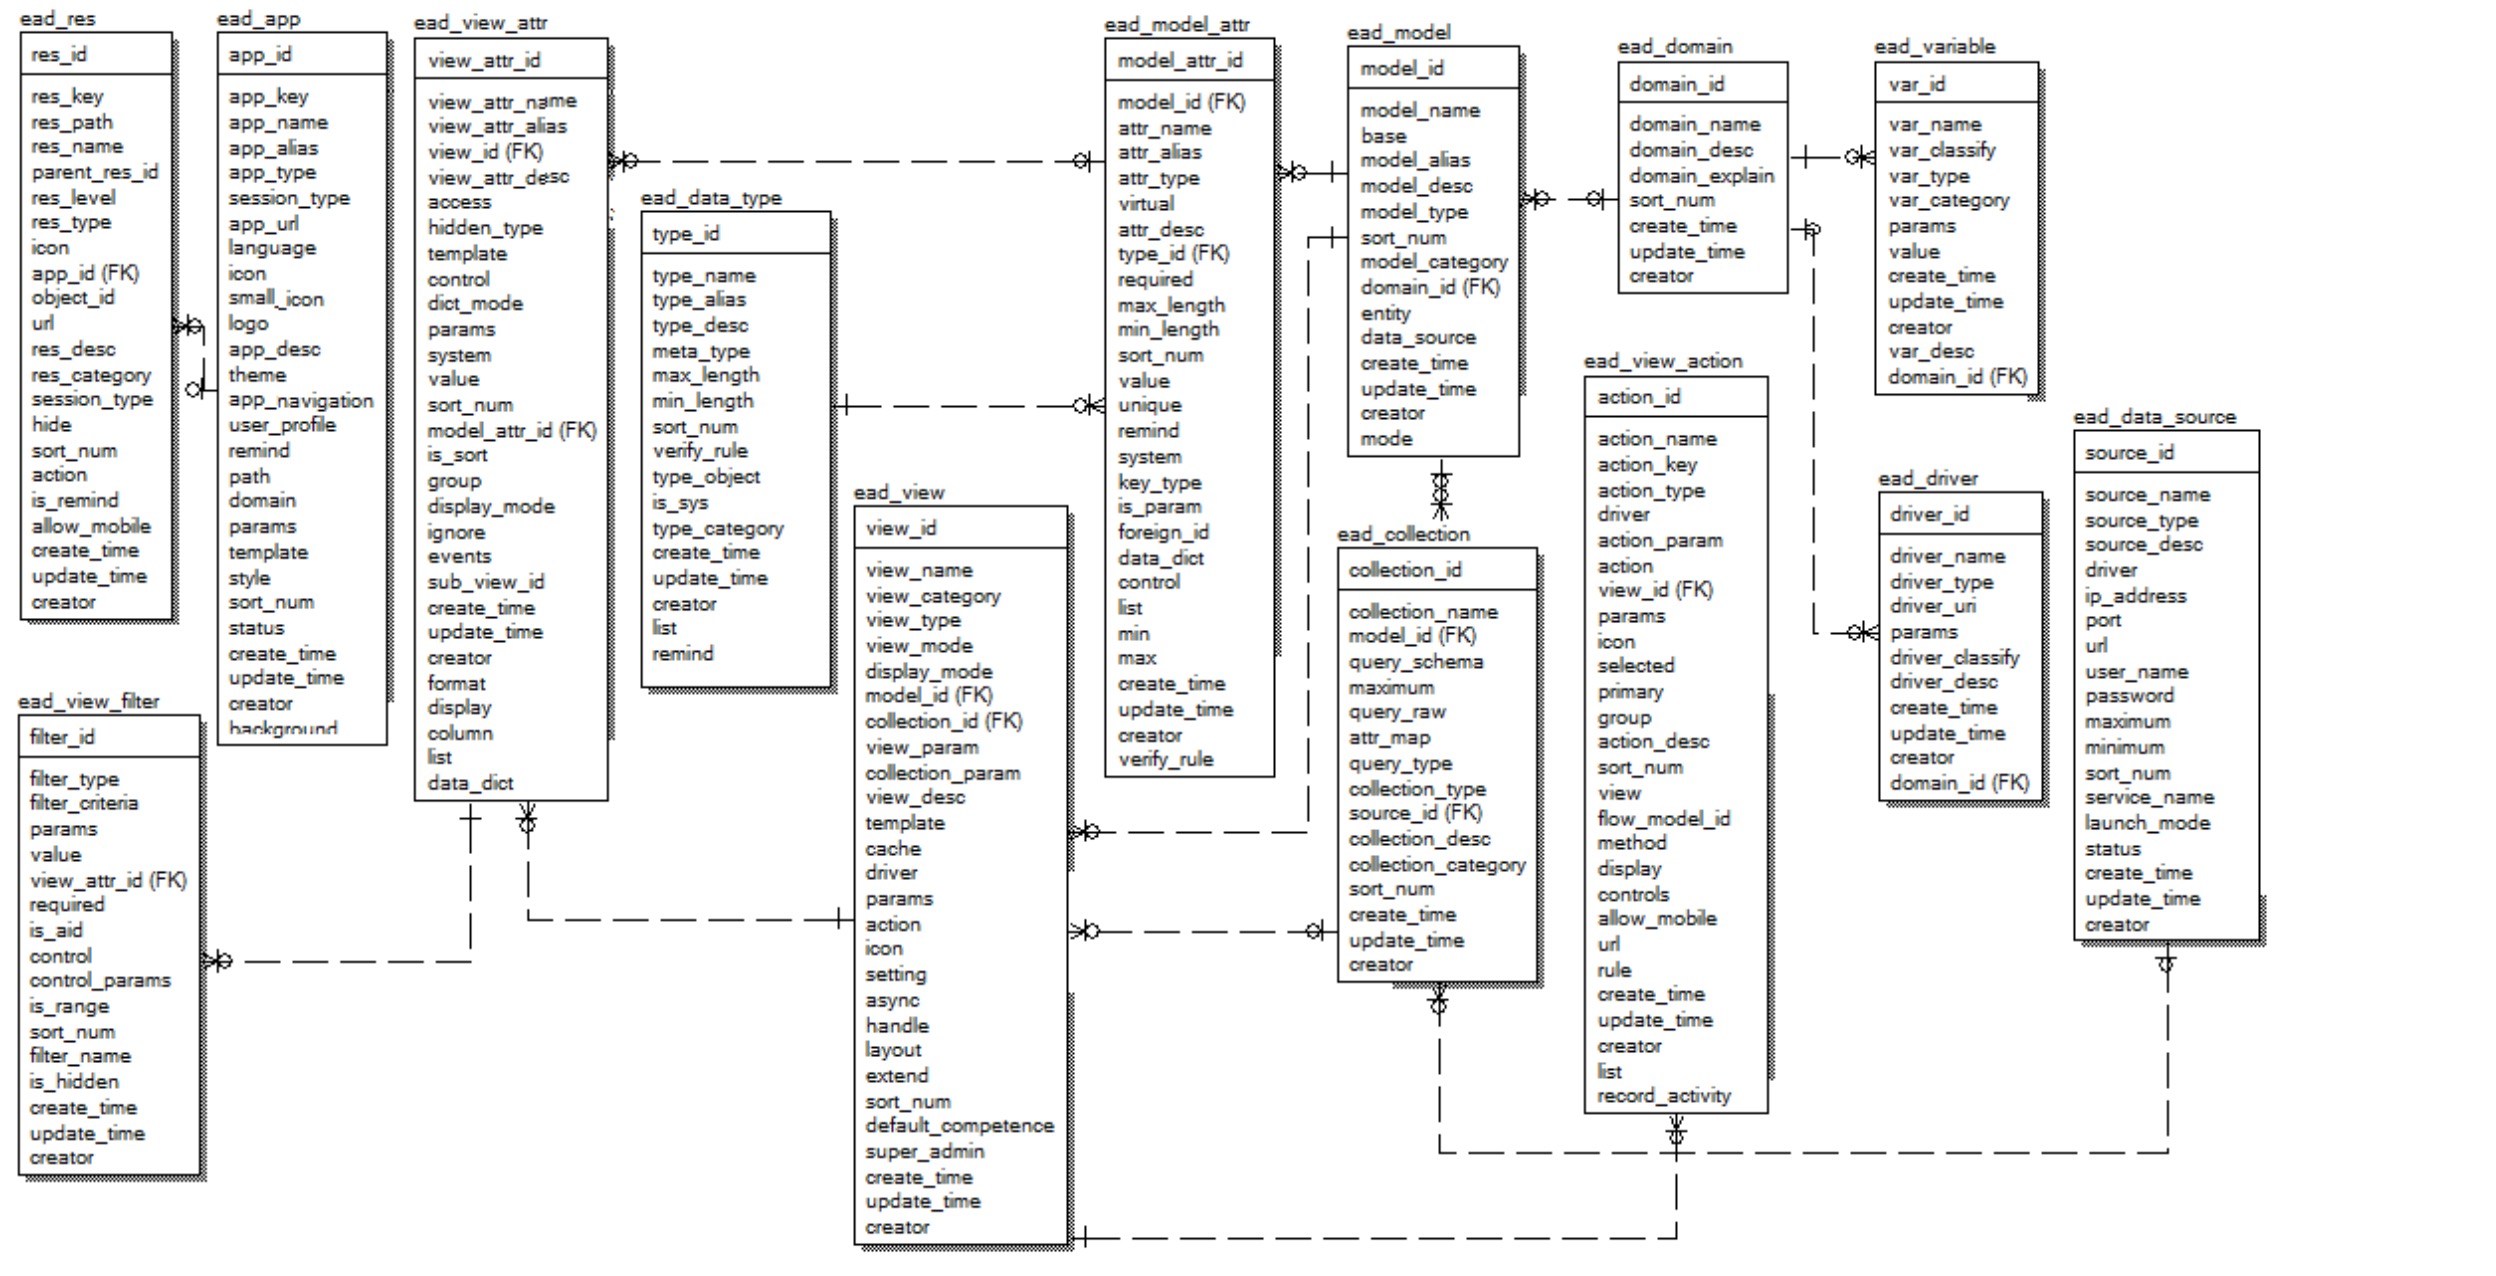 ead_res
res_id
res_key
res_path
res_name
parent_res_id
res_level
res_type
icon
app_id (FK)
object_id
url
res_desc
res_category
session_type
hide
sort_num
action
is_remind
allow_mobile
create_time
update_time
creator
ead_app
app_id
app_key
app_name
app_alias
app_type
session_type
app_url
language
icon
small_icon
logo
app_desc
theme
app_navigation
user_profile
remind
path
domain
params
template
style
sort_num
status
create_time
update_time
creator
background
ead_view_attr
view_attr_id
view_attr_name
view_attr_alias
view_id (FK)
view_attr_desc
access
hidden_type
template
control
dict_mode
params
system
value
sort_num
model_attr_id (FK)
is_sort
group
display_mode
ignore
events
sub_view_id
create_time
update_time
creator
format
display
column
list
data_dict
ead_data_type
type_id
type_name
type_alias
type_desc
meta_type
max_length
min_length
sort_num
verify_rule
type_object
is_sys
type_category
create_time
update_time
creator
list
remind
ead_view
view_id
view_name
view_category
view_type
view_mode
display_mode
model_id (FK)
collection_id (FK)
view_param
collection_param
view_desc
template
cache
driver
params
action
icon
setting
async
handle
layout
extend
sort_num
default_competence
super_admin
create_time
update_time
creator
ead_model_attr
model_attr_id
model_id (FK)
attr_name
attr_alias
attr_type
virtual
attr_desc
type_id (FK)
required
max_length
min_length
sort_num
value
unique
remind
system
key_type
is_param
foreign_id
data_dict
control
list
min
max
create_time
update_time
creator
verify_rule
ead_model
model_id
model_name
base
model_alias
model_desc
model_type
sort_num
model_category
domain_id (FK)
entity
data_source
create_time
update_time
creator
mode
ead_collection
collection_id
collection_name
model_id (FK)
query_schema
maximum
query_raw
attr_map
query_type
collection_type
source_id (FK)
collection_desc
collection_category
sort_num
create_time
update_time
creator
ead_domain
domain_id
domain_name
domain_desc
domain_explain
sort_num
create_time
update_time
creator
ead_view_action
action_id
action_name
action_key
action_type
driver
action_param
action
view_id (FK)
params
icon
selected
primary
group
action_desc
sort_num
view
flow_model_id
method
display
controls
allow_mobile
url
rule
create_time
update_time
creator
list
record_activity
ead_variable
var_id
var_name
var_classify
var_type
var_category
params
value
create_time
update_time
creator
var_desc
domain_id (FK)
ead_driver
driver_id
driver_name
driver_type
driver_uri
params
driver_classify
driver_desc
create_time
update_time
creator
domain_id (FK)
ead_data_source
source_id
source_name
source_type
source_desc
driver
ip_address
port
url
user_name
password
maximum
minimum
sort_num
service_name
launch_mode
status
create_time
update_time
creator
ead_view_filter
filter_id
filter_type
filter_criteria
params
value
view_attr_id (FK)
required
is_aid
control
control_params
is_range
sort_num
filter_name
is_hidden
create_time
update_time
creator